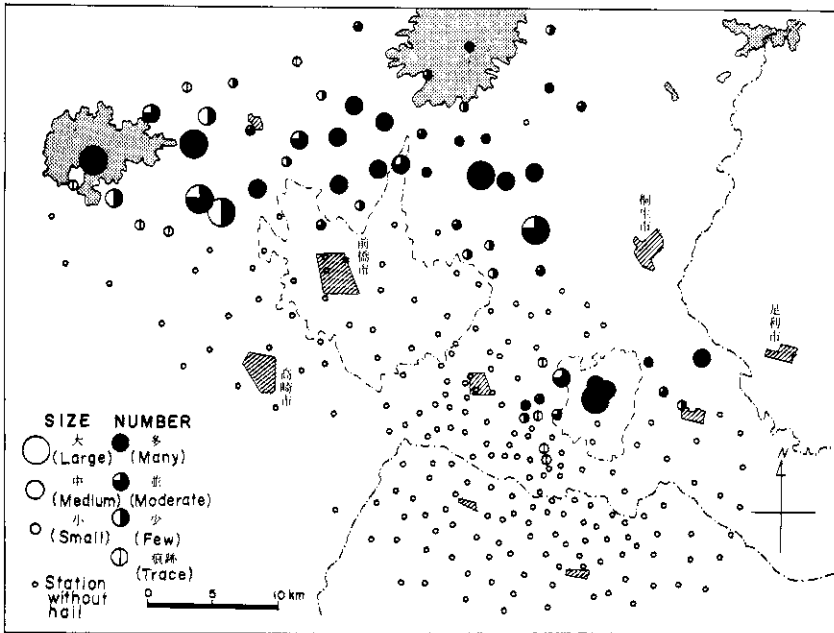 桐生市
前橋市
足利市
高崎市
SIZE NUMBER
大 多
(Large) (Many)
中 並
(Medium) (Moderate)
小 少
(Small) (Few)
痕跡
(Trace)
Station
without
hail
0 5 10 km
N